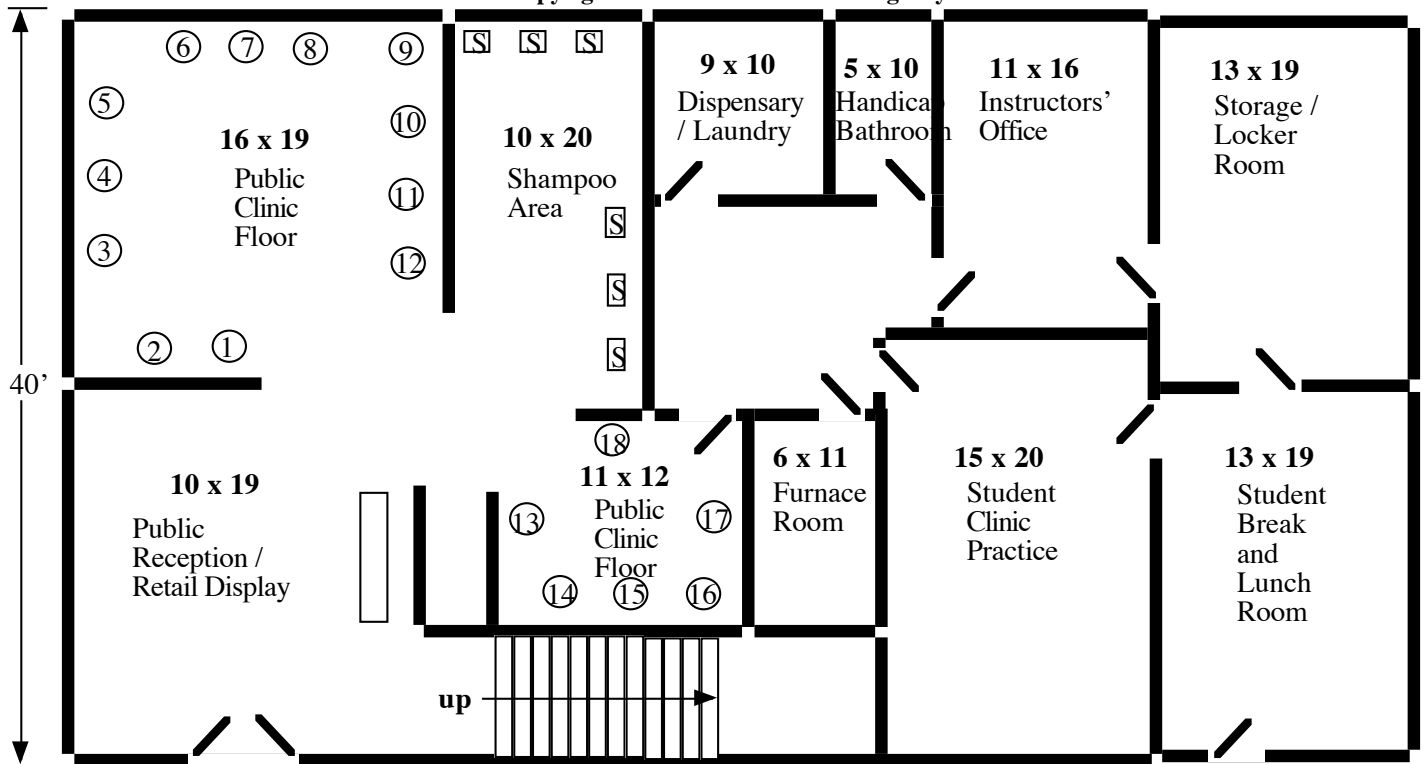 S S S
6 7 8 9
9 x 10
5 x 10
11 x 16
13 x 19
Dispensary
/ Laundry
Handicap
Bathroom
Instructors’
Office
Storage /
Locker
Room
5
10
16 x 19
Public
Clinic
Floor
10 x 20
Shampoo
Area
4
11
S
3
12
S
2
1
S
40’
18
10 x 19
Public
Reception /
Retail Display
11 x 12
Public
Clinic
Floor
13
17
14
15
16
6 x 11
Furnace
Room
15 x 20
Student
Clinic
Practice
13 x 19
Student
Break
and
Lunch
Room
up